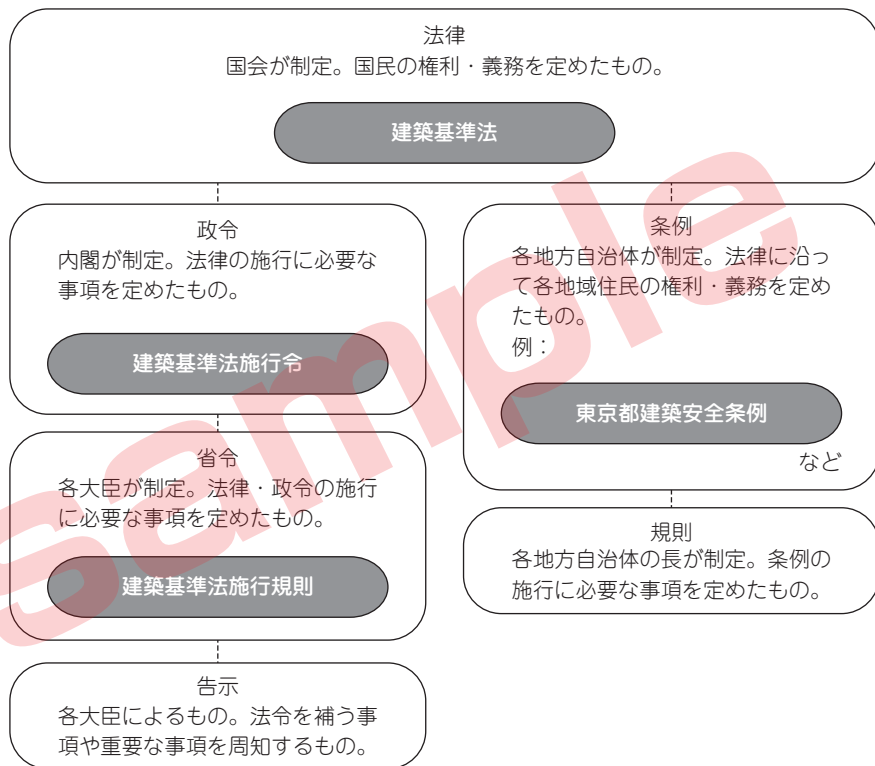 法律
国会が制定。国民の権利・義務を定めたもの。
建築基準法
政令
内閣が制定。法律の施行に必要な
事項を定めたもの。
建築基準法施行令
省令
各大臣が制定。法律・政令の施行
に必要な事項を定めたもの。
建築基準法施行規則
告示
各大臣によるもの。法令を補う事
項や重要な事項を周知するもの。
条例
各地方自治体が制定。法律に沿っ
て各地域住民の権利・義務を定め
たもの。
例：
東京都建築安全条例
など
規則
各地方自治体の長が制定。条例の
施行に必要な事項を定めたもの。
sample